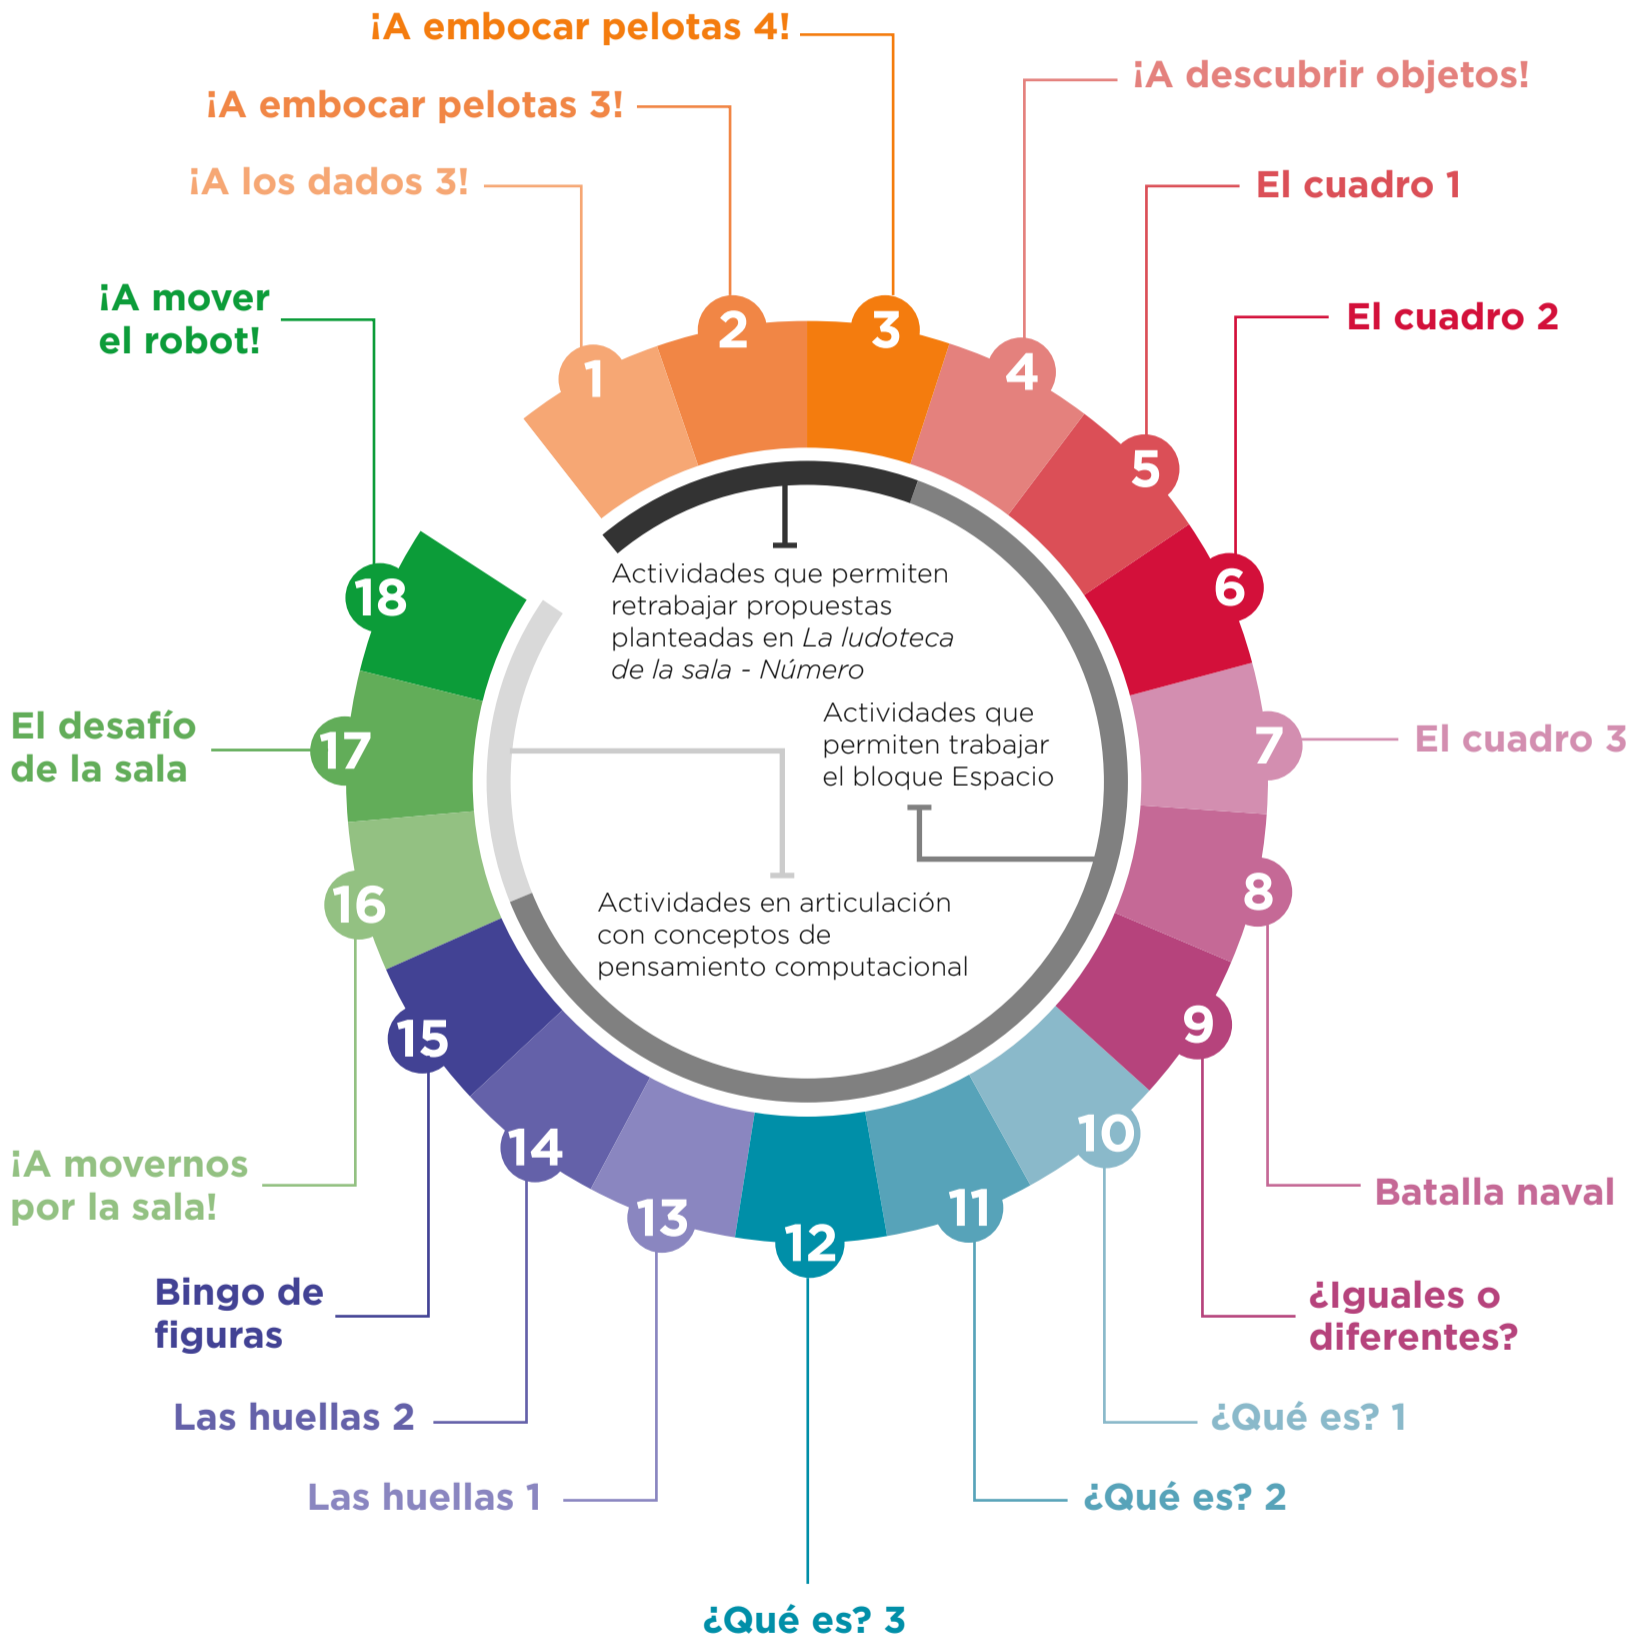 ¡A embocar pelotas 4!
¡A embocar pelotas 3!
¡A los dados 3!
¡A mover
el robot!
¡A descubrir objetos!
El cuadro 1
El cuadro 2
El cuadro 3
1
2
3
4
5
6
7
8
9
10
11
12
13
14
15
16
17
18
Actividades que permiten
retrabajar propuestas
planteadas en La ludoteca
de la sala - Número
Actividades que
permiten trabajar
el bloque Espacio
Actividades en articulación
con conceptos de
pensamiento computacional
El desafío
de la sala
¡A movernos
por la sala!
Bingo de
figuras
Las huellas 2
Las huellas 1
¿Qué es? 3
¿Qué es? 2
¿Qué es? 1
¿Iguales o
diferentes?
Batalla naval